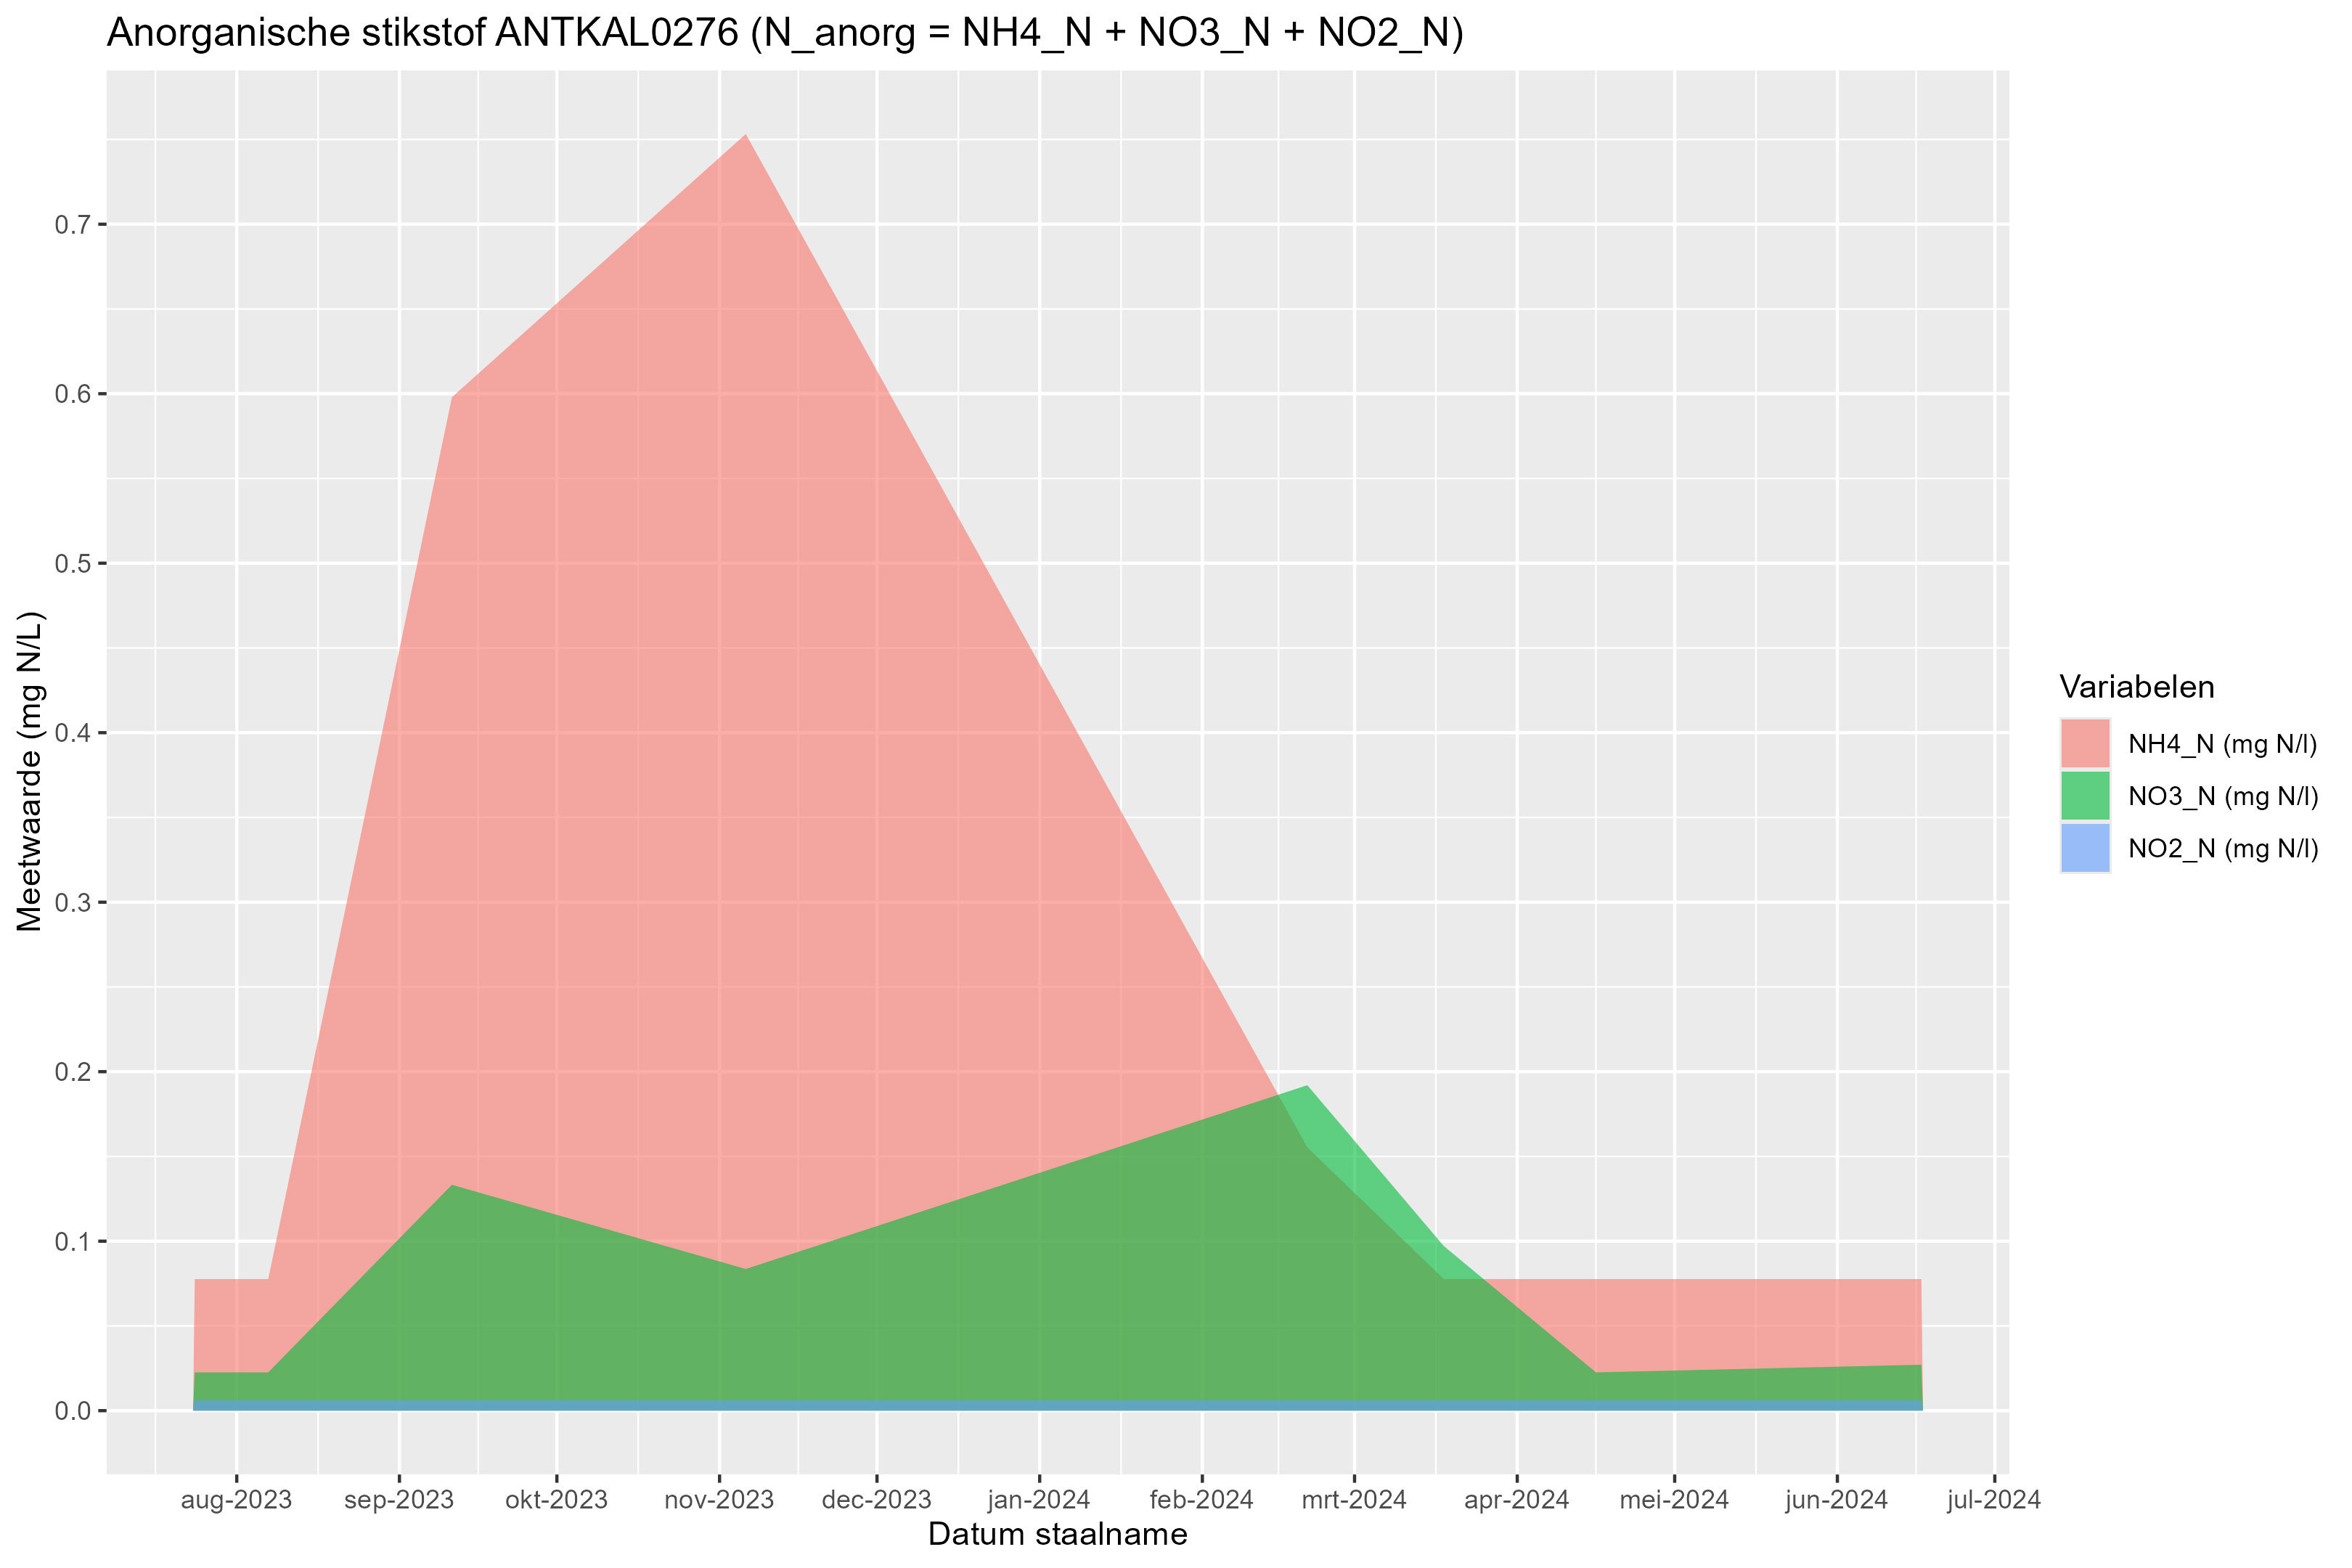 Anorganische stikstof ANTKAL0276 (N_anorg = NH4_N + NO3_N + NO2_N)
0.7
0.6
0.5
0.4
0.3
0.2
0.1
0.0
Meetwaarde (mg N/L)
aug-2023 sep-2023 okt-2023 nov-2023 dec-2023 jan-2024 feb-2024 mrt-2024 apr-2024 mei-2024 jun-2024 jul-2024
Datum staalname
Variabelen
NH4_N (mg N/l)
NO3_N (mg N/l)
NO2_N (mg N/l)